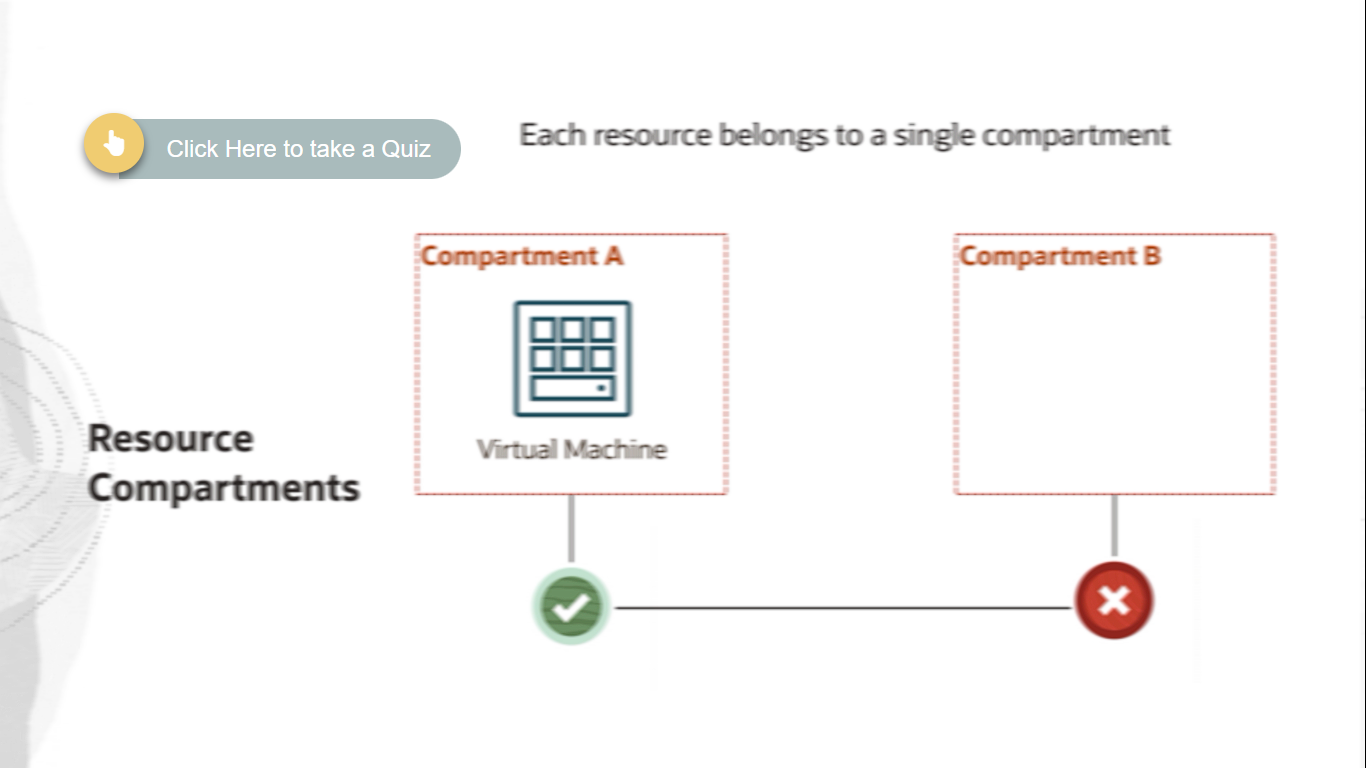 Click Here to take a Quiz
Each resource belongs to a single compartment
Compartment A
Compartment B
Virtual Machine
Resource
Compartments